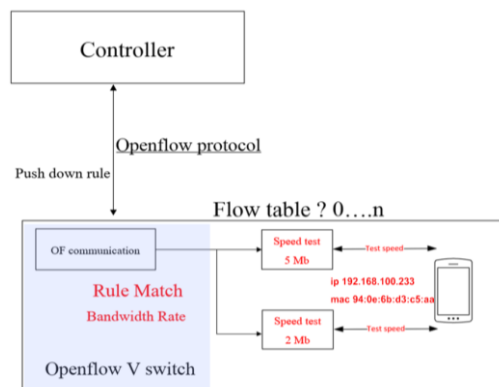 Controller
Openflow protocol
Push down rule
Flow table ? 0....n
OF communication
Speed test
5 Mb
Test speed
ip 192.168.100.233
mac 94:0e:6b:d3:c5:aa
Rule Match
Bandwidth Rate
Speed test
2 Mb
Test speed
Openflow V switch